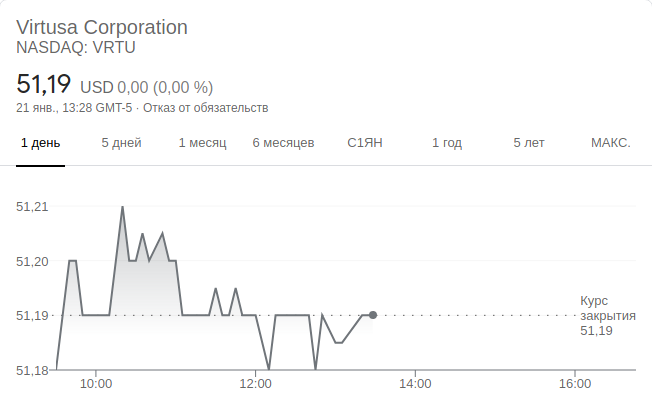 Virtusa Corporation
NASDAQ: VRTU
51,19 USD 0,00 (0,00 %)
21 янв., 13:28 GMT-5 · Отказ от обязательств
1 день 5 дней 1 месяц 6 месяцев С1ЯН 1 год 5 лет МАКС.
51,21
51,20
51,19
51,18
Курс
закрытия
51,19
10:00 12:00 14:00 16:00